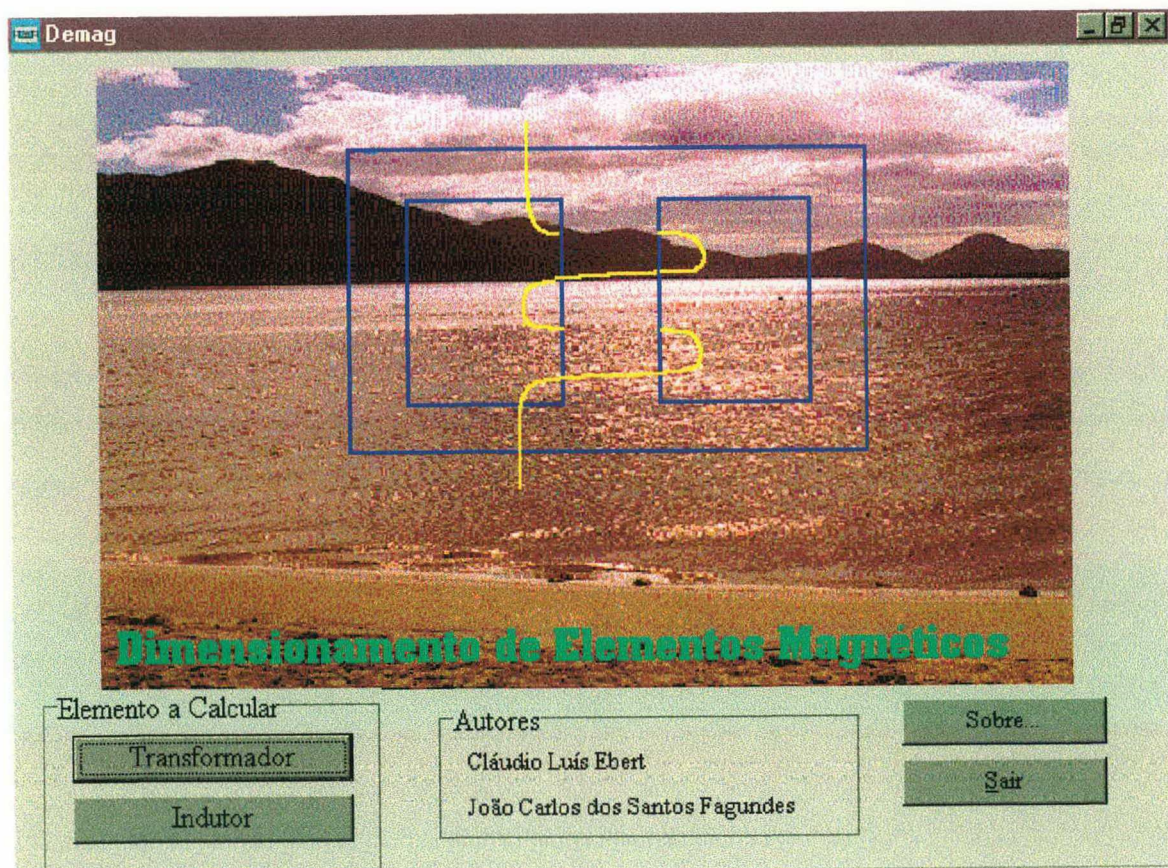 Demag
Dimensionamento de Elementos Magnéticos
Elemento a Calcular
Transformador
Indutor
Autores
Cláudio Luís Ebert
João Carlos dos Santos Fagundes
Sobre...
Sair